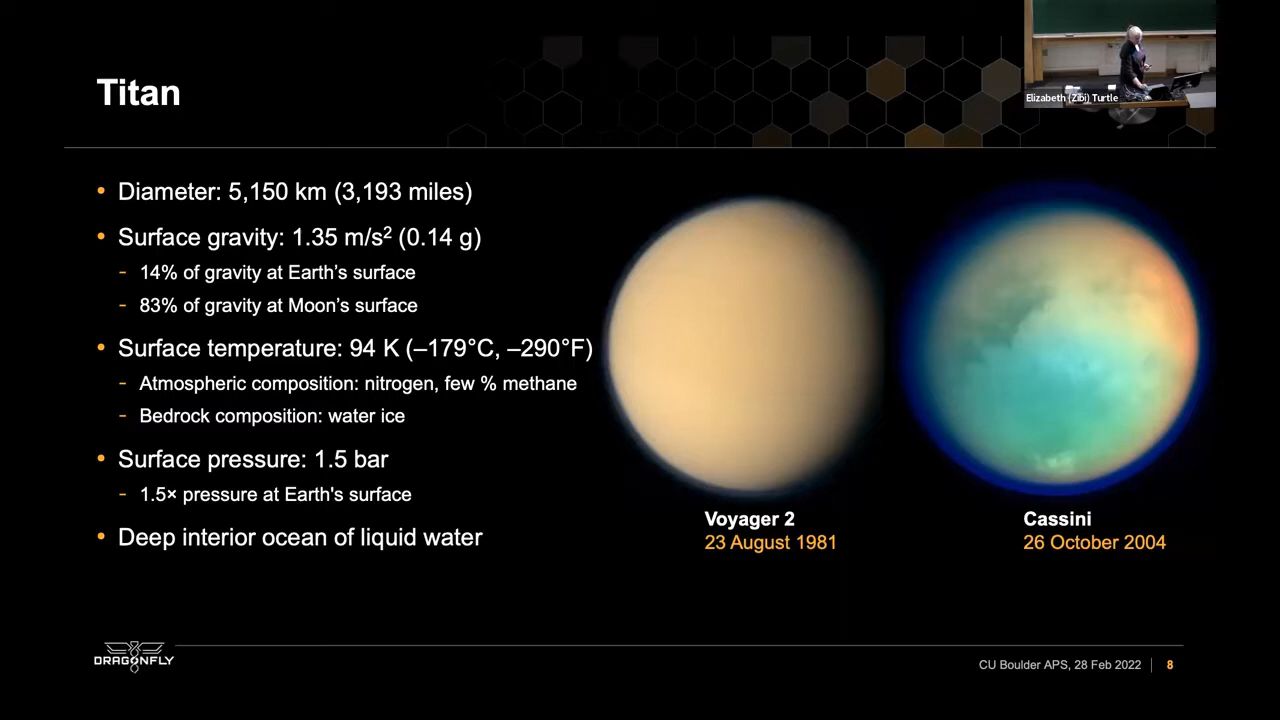 Elizabeth (Zibi) Turtle
Titan
• Diameter: 5,150 km (3,193 miles)
• Surface gravity: 1.35 m/s² (0.14 g)
- 14% of gravity at Earth’s surface
- 83% of gravity at Moon’s surface
• Surface temperature: 94 K (–179°C, –290°F)
- Atmospheric composition: nitrogen, few % methane
- Bedrock composition: water ice
• Surface pressure: 1.5 bar
- 1.5× pressure at Earth's surface
• Deep interior ocean of liquid water
Voyager 2
23 August 1981
Cassini
26 October 2004
DRAGONFLY
CU Boulder APS, 28 Feb 2022 | 8